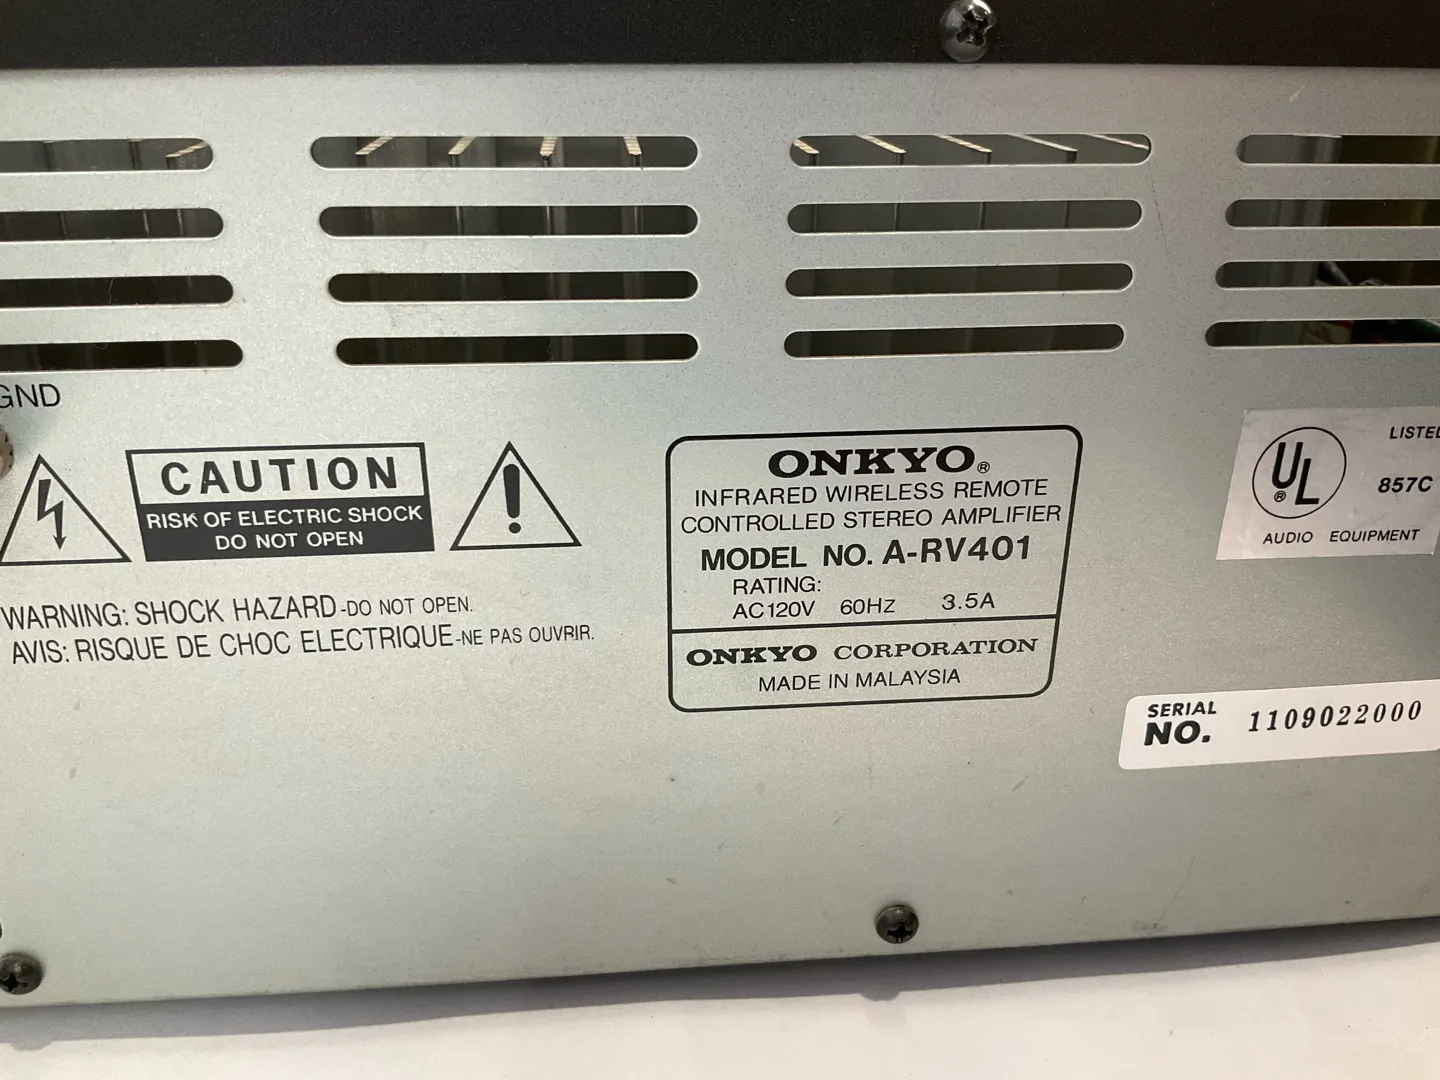 GND
CAUTION
RISK OF ELECTRIC SHOCK
DO NOT OPEN
WARNING: SHOCK HAZARD-DO NOT OPEN.
AVIS: RISQUE DE CHOC ELECTRIQUE-NE PAS OUVRIR.
ONKYO®
INFRARED WIRELESS REMOTE
CONTROLLED STEREO AMPLIFIER
MODEL NO. A-RV401
RATING:
AC120V 60Hz 3.5A
ONKYO CORPORATION
MADE IN MALAYSIA
UL®
LISTED
857C
AUDIO EQUIPMENT
SERIAL
NO. 1109022000